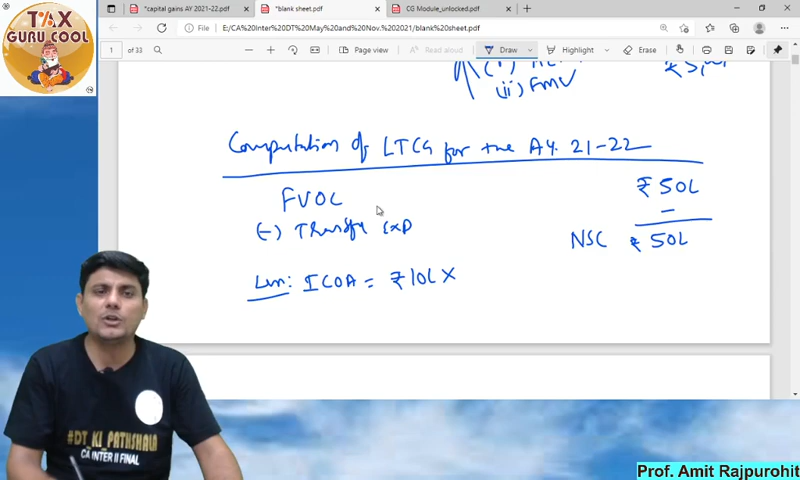 TAX
GURU COOL
*capital gains AY 2021-22.pdf
*blank sheet.pdf
CG Module_unlocked.pdf
File
E:/CA%20Inter%20DT%20May%20and%20Nov.%202021/blank%20sheet.pdf
1
of 33
Page view
Read aloud
Draw
Highlight
Erase
(ii) FMV
Computation of LTCG for the AY. 21-22
FVOC ₹ 50L
(-) Transfer Exp —
NSC ₹ 50L
Less: ICOA = ₹10L X
#DT_KI_PATHSHALA
CA INTER II FINAL
Prof. Amit Rajpurohit